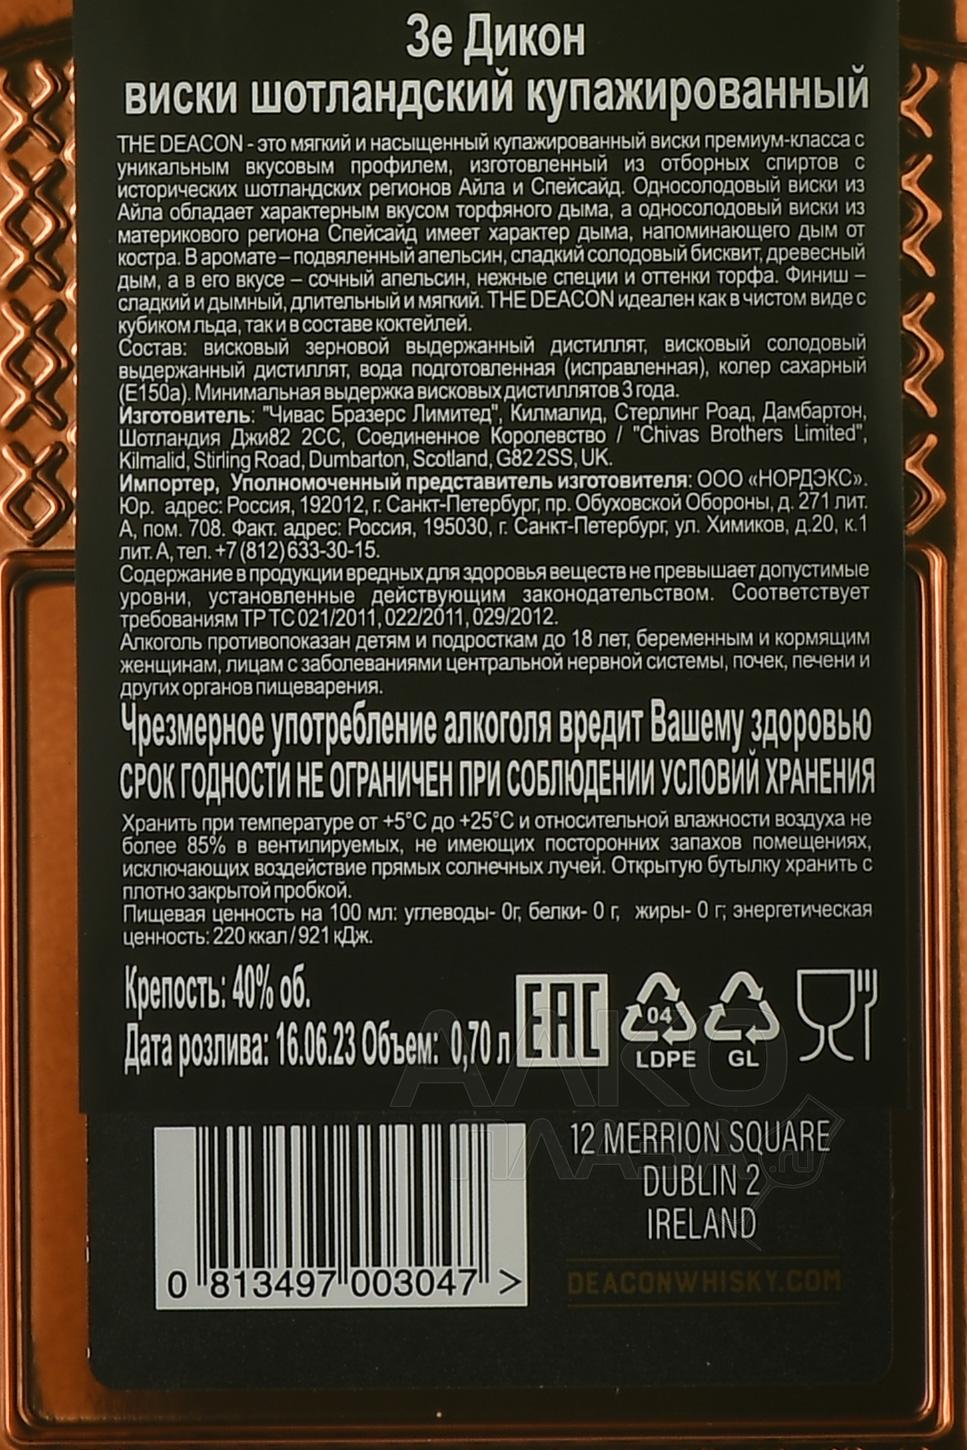 Зе Дикон
виски шотландский купажированный
THE DEACON - это мягкий и насыщенный купажированный виски премиум-класса с
уникальным вкусовым профилем, изготовленный из отборных спиртов с
исторических шотландских регионов Айла и Спейсайд. Односолодовый виски из
Айла обладает характерным вкусом торфяного дыма, а односолодовый виски из
материкового региона Спейсайд имеет характер дыма, напоминающего дым от
костра. В аромате – подвяленный апельсин, сладкий солодовый бисквит, древесный
дым, а в его вкусе – сочный апельсин, нежные специи и оттенки торфа. Финиш –
сладкий и дымный, длительный и мягкий. THE DEACON идеален как в чистом виде с
кубиком льда, так и в составе коктейлей.
Состав: висковый зерновой выдержанный дистиллят, висковый солодовый
выдержанный дистиллят, вода подготовленная (исправленная), колер сахарный
(Е150а). Минимальная выдержка висковых дистиллятов 3 года.
Изготовитель: "Чивас Бразерс Лимитед", Килмалид, Стерлинг Роад, Дамбартон,
Шотландия Джи82 2СС, Соединенное Королевство / "Chivas Brothers Limited",
Kilmalid, Stirling Road, Dumbarton, Scotland, G82 2SS, UK.
Импортер, Уполномоченный представитель изготовителя: ООО «НОРДЭКС».
Юр. адрес: Россия, 192012, г. Санкт-Петербург, пр. Обуховской Обороны, д. 271 лит.
А, пом. 708. Факт. адрес: Россия, 195030, г. Санкт-Петербург, ул. Химиков, д.20, к.1
лит. А, тел. +7 (812) 633-30-15.
Содержание в продукции вредных для здоровья веществ не превышает допустимые
уровни, установленные действующим законодательством. Соответствует
требованиям ТР ТС 021/2011, 022/2011, 029/2012.
Алкоголь противопоказан детям и подросткам до 18 лет, беременным и кормящим
женщинам, лицам с заболеваниями центральной нервной системы, почек, печени и
других органов пищеварения.
Чрезмерное употребление алкоголя вредит Вашему здоровью
СРОК ГОДНОСТИ НЕ ОГРАНИЧЕН ПРИ СОБЛЮДЕНИИ УСЛОВИЙ ХРАНЕНИЯ
Хранить при температуре от +5°С до +25°С и относительной влажности воздуха не
более 85% в вентилируемых, не имеющих посторонних запахов помещениях,
исключающих воздействие прямых солнечных лучей. Открытую бутылку хранить с
плотно закрытой пробкой.
Пищевая ценность на 100 мл: углеводы- 0г, белки- 0 г, жиры- 0 г; энергетическая
ценность: 220 ккал / 921 кДж.
Крепость: 40% об.
Дата розлива: 16.06.23 Объем: 0,70 л
EAC
04
LDPE
GL
АЛКО
ПЛАЗА.ru
0 813497 003047 >
12 MERRION SQUARE
DUBLIN 2
IRELAND
DEACONWHISKY.COM